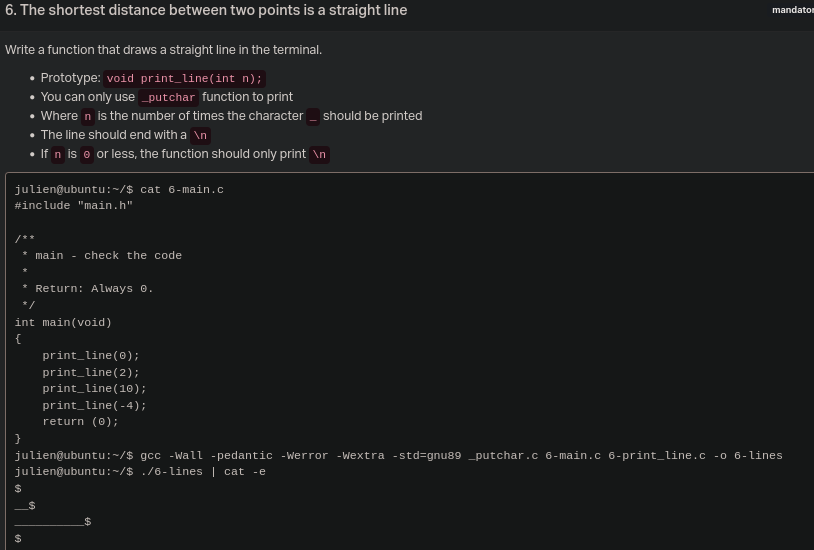 6. The shortest distance between two points is a straight line
mandator
Write a function that draws a straight line in the terminal.
• Prototype: void print_line(int n);
• You can only use _putchar function to print
• Where n is the number of times the character _ should be printed
• The line should end with a \n
• If n is 0 or less, the function should only print \n
julien@ubuntu:~/$ cat 6-main.c
#include "main.h"

/**
 * main - check the code
 *
 * Return: Always 0.
 */
int main(void)
{
    print_line(0);
    print_line(2);
    print_line(10);
    print_line(-4);
    return (0);
}
julien@ubuntu:~/$ gcc -Wall -pedantic -Werror -Wextra -std=gnu89 _putchar.c 6-main.c 6-print_line.c -o 6-lines
julien@ubuntu:~/$ ./6-lines | cat -e
$
__$
__________$
$